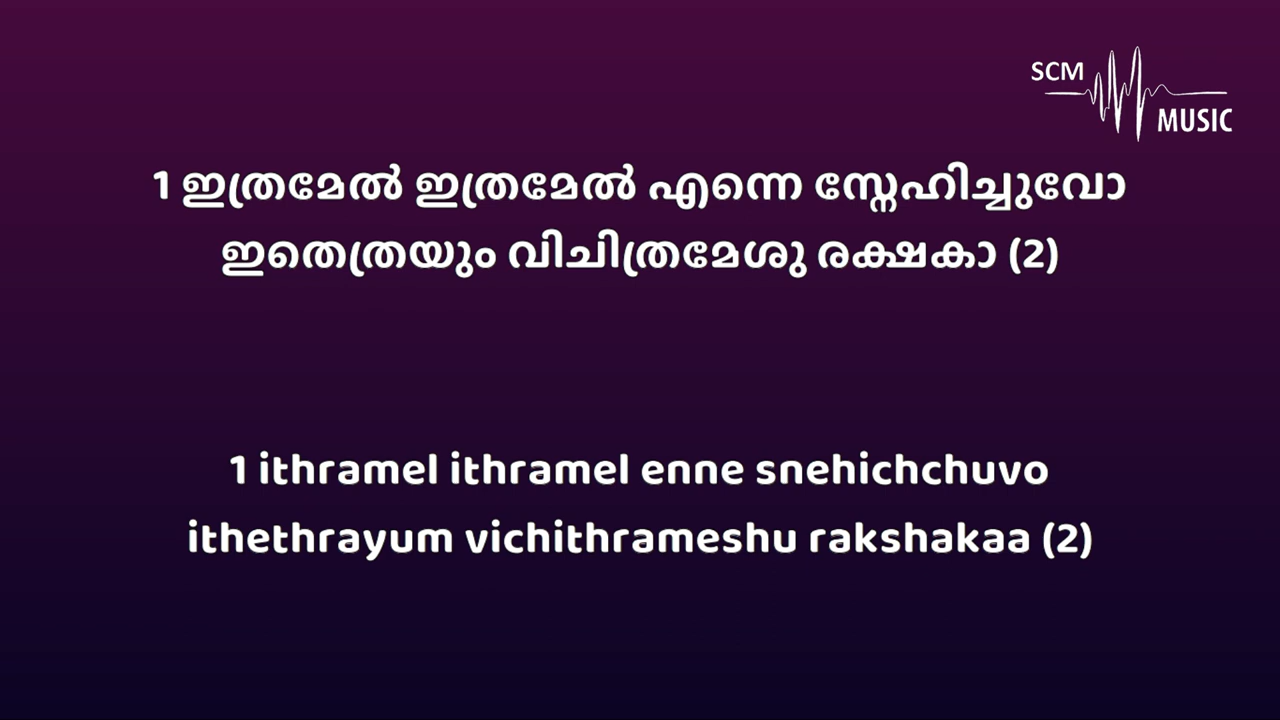 SCM
MUSIC
1 ഇത്രമേൽ ഇത്രമേൽ എന്നെ സ്നേഹിച്ചുവോ
ഇതെത്രയും വിചിത്രമേശു രക്ഷകാ (2)
1 ithramel ithramel enne snehichchuvo
ithethrayum vichithrameshu rakshakaa (2)